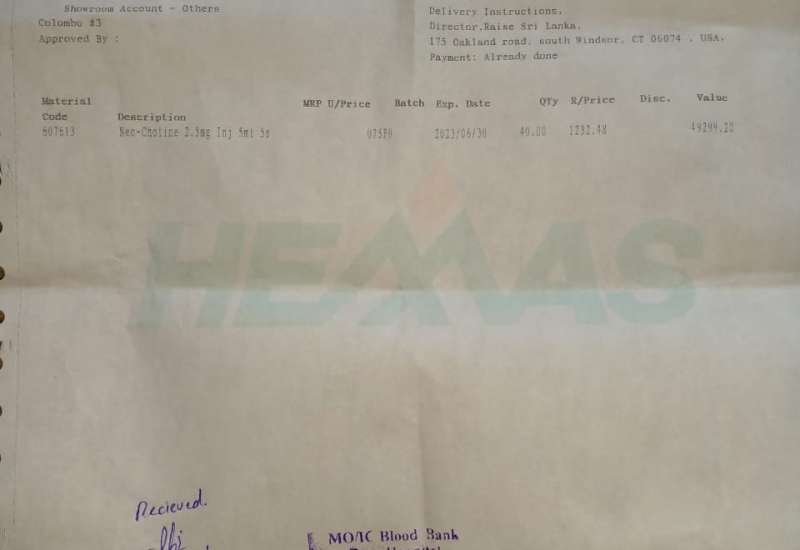 Showroom Account - Others
Colombo #3
Approved By :
Delivery Instructions.
Director,Raise Sri Lanka.
175 Oakland road, south Windsor, CT 06074 , USA.
Payment: Already done
Material Code Description MRP U/Price Batch Exp. Date QTy R/Price Disc. Value
607613 Neo-Choline 2.5mg Inj 5ml 5s 075F0 2023/06/30 40.00 1232.48 49299.20
HEMAS
Recieved.
MO/IC Blood Bank